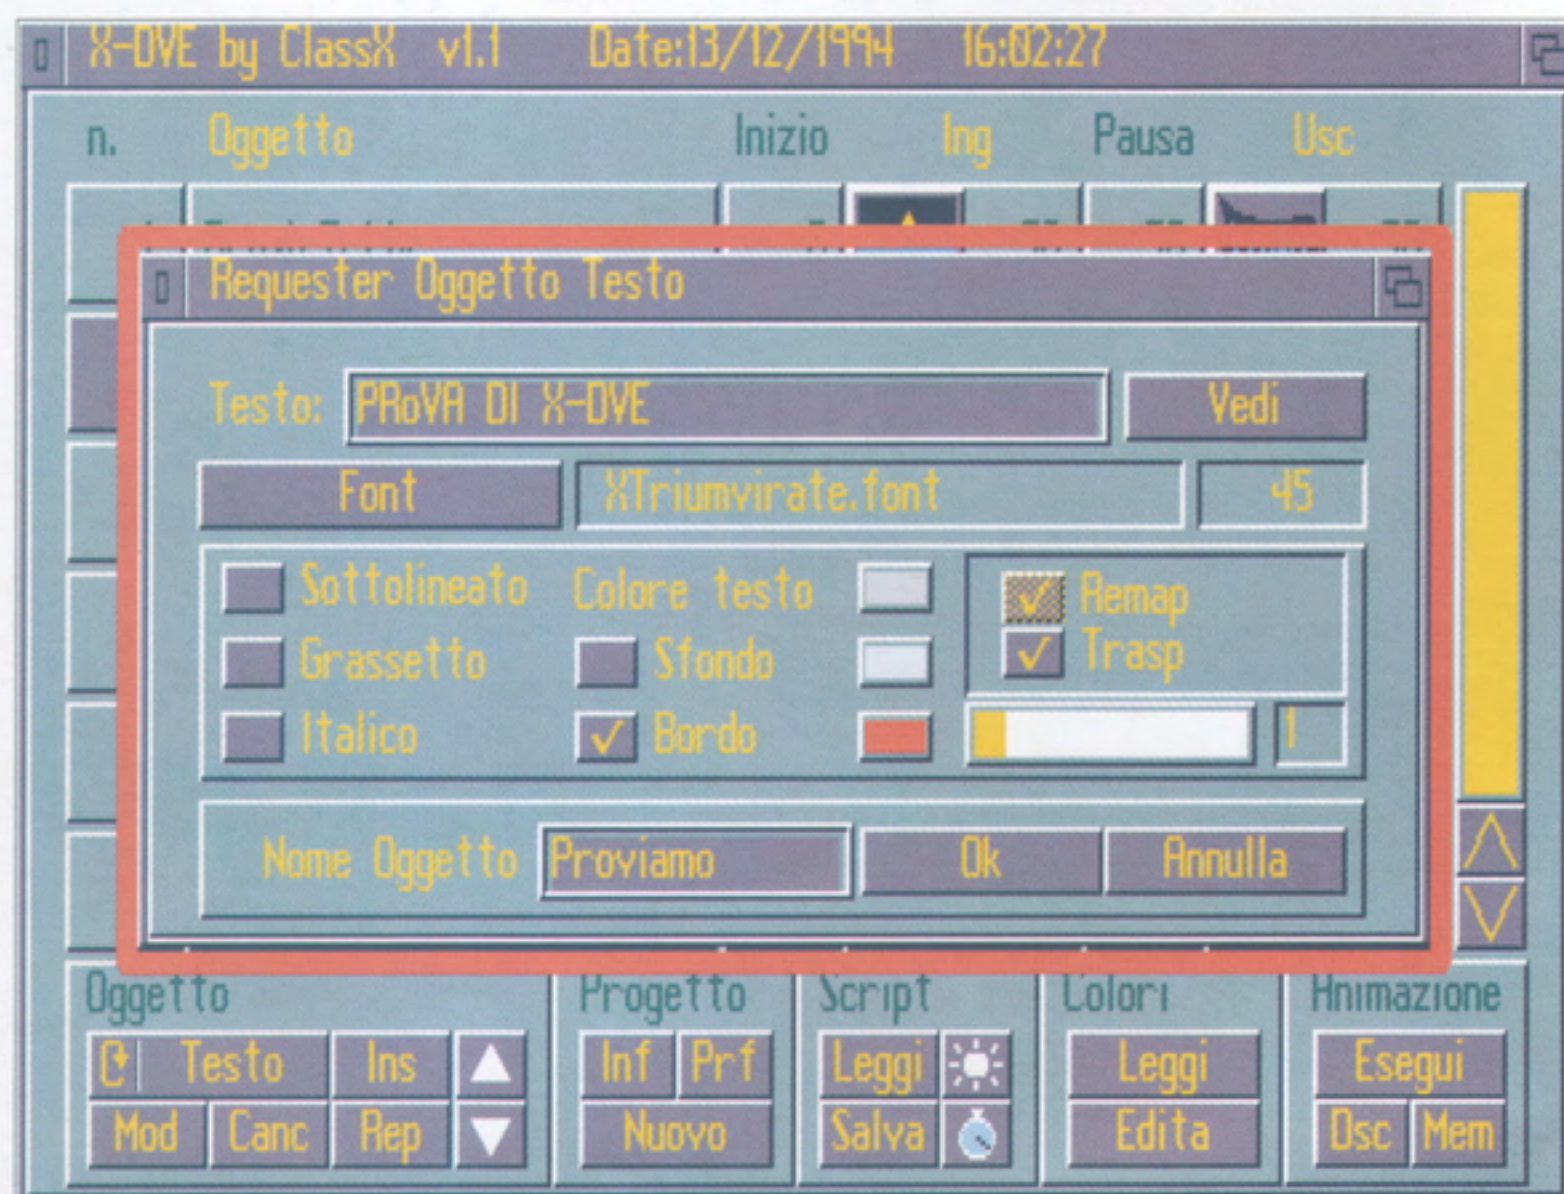 X-DVE by ClassX v1.1 Date:13/12/1994 16:02:27
n. Oggetto Inizio Ing Pausa Usc
Requester Oggetto Testo
Testo: PRoVA DI X-DVE Vedi
Font XTriumvirate.font 45
Sottolineato Colore testo Remap
Grassetto Sfondo Trasp
Italico Bordo 1
Nome Oggetto Proviamo Ok Annulla
Oggetto Progetto Script Colori Animazione
Testo Ins Inf Prf Leggi Leggi Esegui
Mod Canc Rep Nuovo Salva Edita Dsc Mem